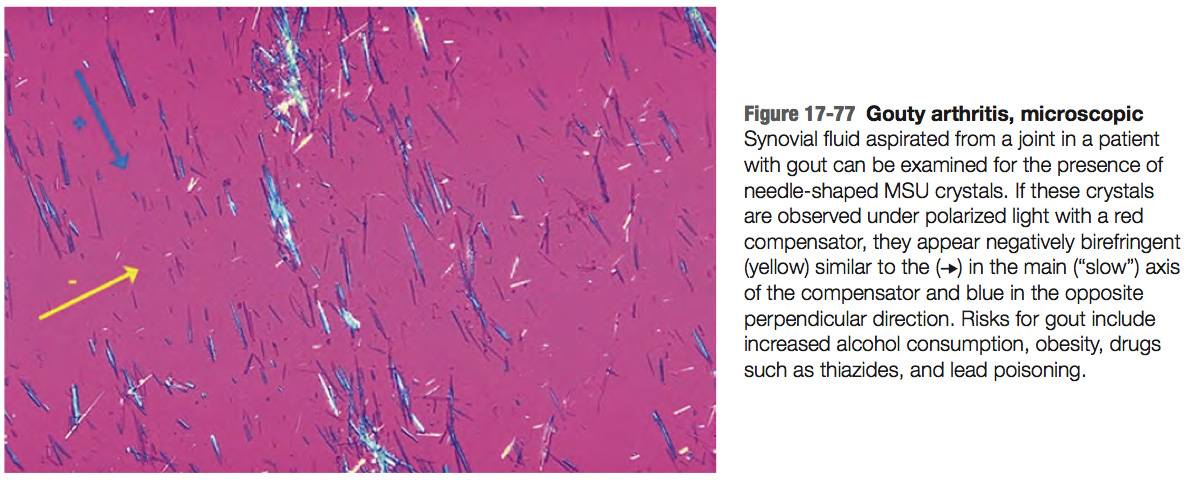 +
-
Figure 17-77 Gouty arthritis, microscopic
Synovial fluid aspirated from a joint in a patient
with gout can be examined for the presence of
needle-shaped MSU crystals. If these crystals
are observed under polarized light with a red
compensator, they appear negatively birefringent
(yellow) similar to the (→) in the main (“slow”) axis
of the compensator and blue in the opposite
perpendicular direction. Risks for gout include
increased alcohol consumption, obesity, drugs
such as thiazides, and lead poisoning.